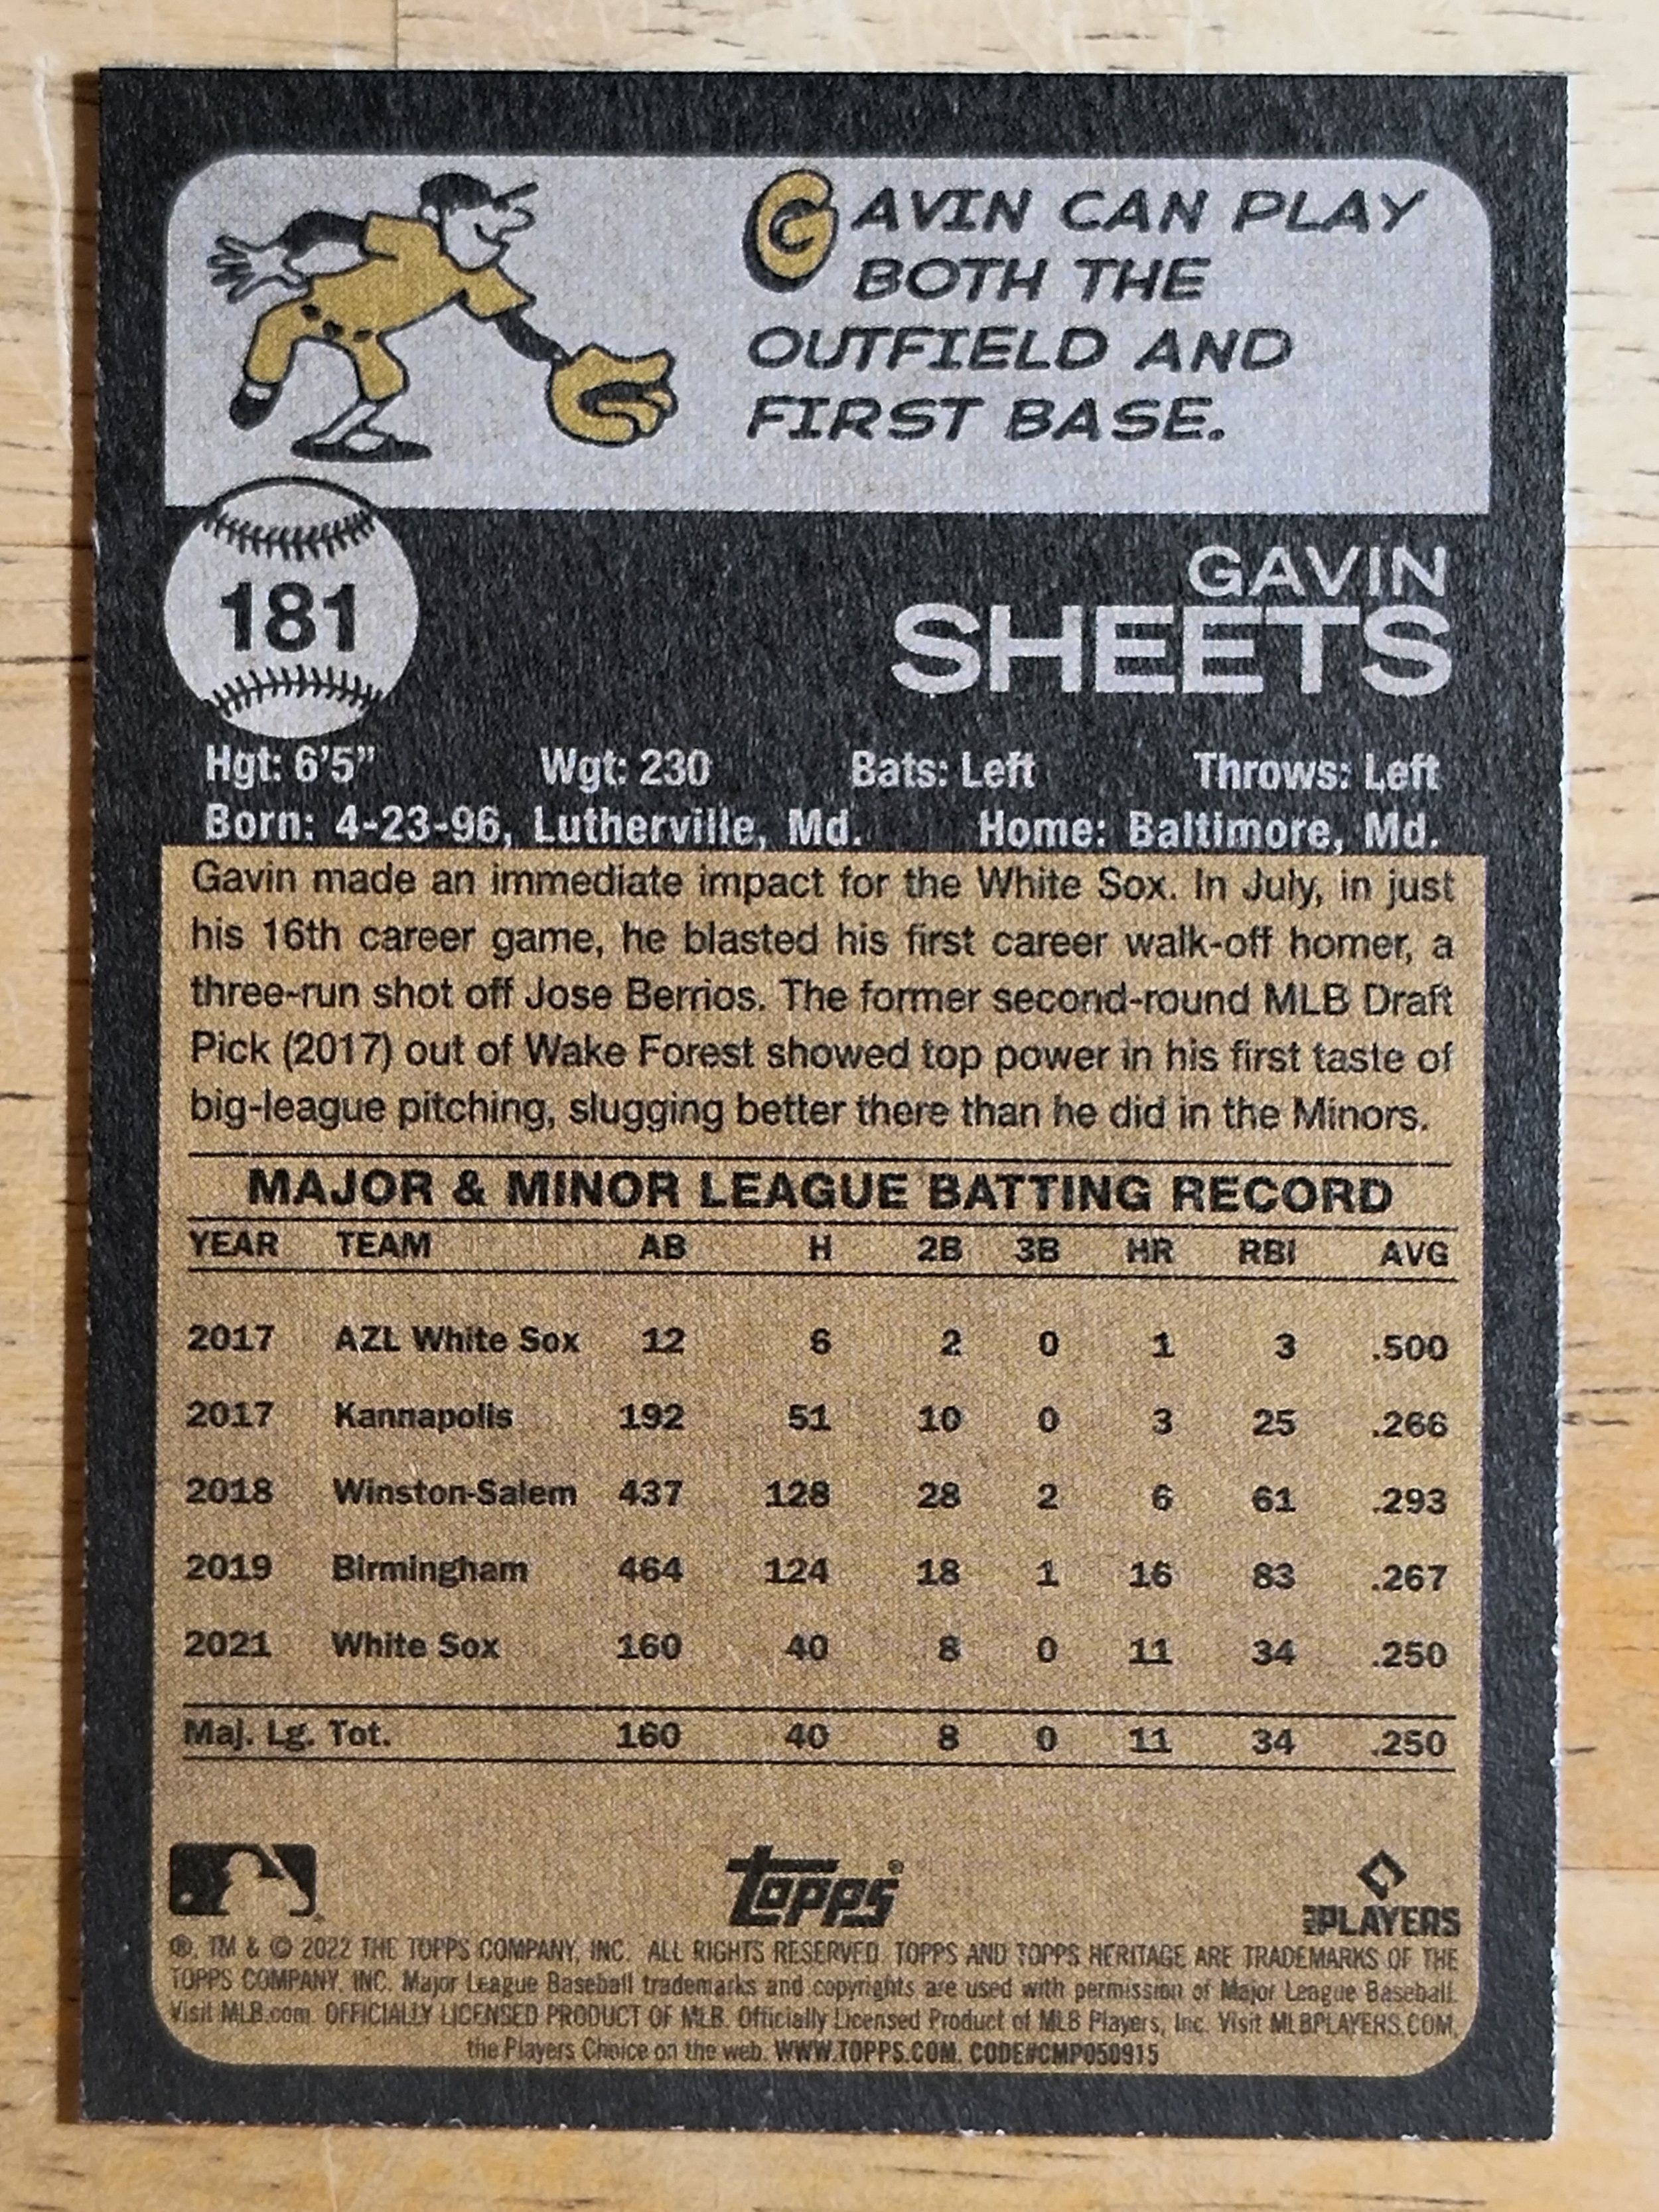 GAVIN CAN PLAY
BOTH THE
OUTFIELD AND
FIRST BASE.
181
GAVIN
SHEETS
Hgt: 6'5" Wgt: 230 Bats: Left Throws: Left
Born: 4-23-96, Lutherville, Md. Home: Baltimore, Md.
Gavin made an immediate impact for the White Sox. In July, in just
his 16th career game, he blasted his first career walk-off homer, a
three-run shot off Jose Berrios. The former second-round MLB Draft
Pick (2017) out of Wake Forest showed top power in his first taste of
big-league pitching, slugging better there than he did in the Minors.
MAJOR & MINOR LEAGUE BATTING RECORD
YEAR TEAM AB H 2B 3B HR RBI AVG
2017 AZL White Sox 12 6 2 0 1 3 .500
2017 Kannapolis 192 51 10 0 3 25 .266
2018 Winston-Salem 437 128 28 2 6 61 .293
2019 Birmingham 464 124 18 1 16 83 .267
2021 White Sox 160 40 8 0 11 34 .250
Maj. Lg. Tot. 160 40 8 0 11 34 .250
Topps®
MLB PLAYERS
®, TM & © 2022 THE TOPPS COMPANY, INC. ALL RIGHTS RESERVED. TOPPS AND TOPPS HERITAGE ARE TRADEMARKS OF THE
TOPPS COMPANY, INC. Major League Baseball trademarks and copyrights are used with permission of Major League Baseball.
Visit MLB.com. OFFICIALLY LICENSED PRODUCT OF MLB. Officially Licensed Product of MLB Players, Inc. Visit MLBPLAYERS.COM,
the Players Choice on the web. WWW.TOPPS.COM. CODE#CMP050915